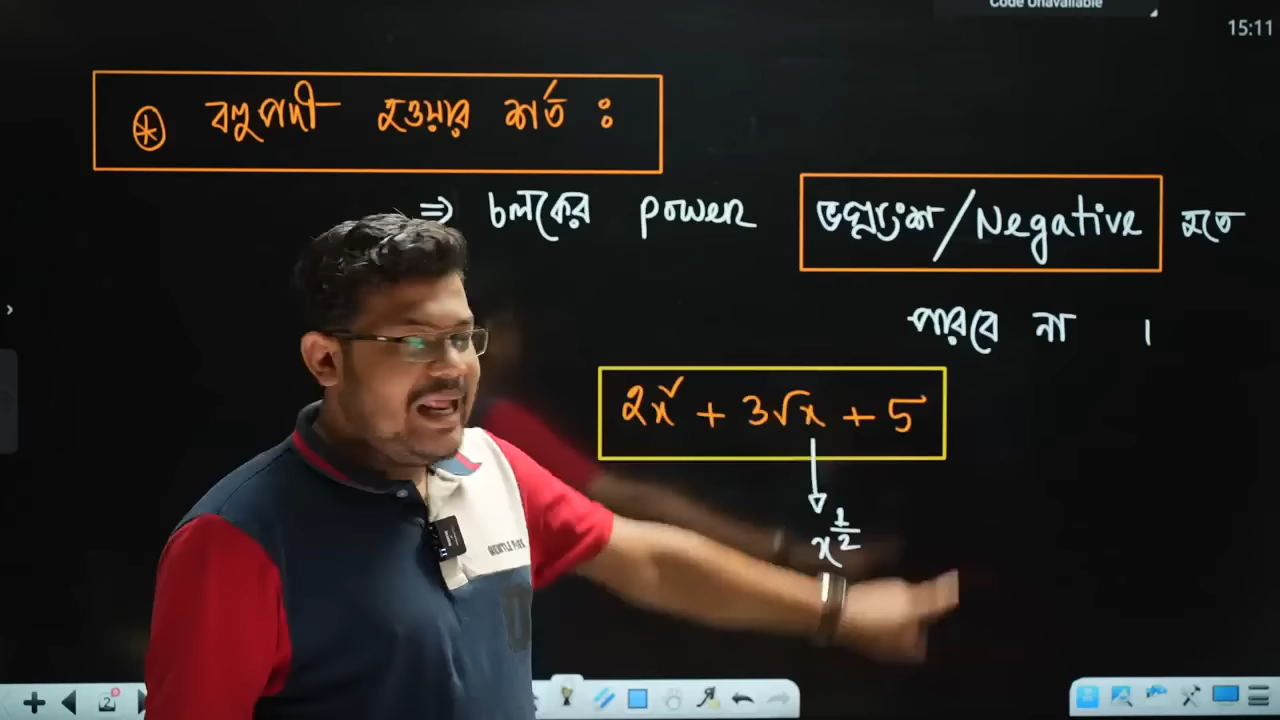 Code Unavailable
15:11
⊛ বহুপদী হওয়ার শর্ত :
⇒ চলকের power ভগ্নাংশ/Negative হতে
পারবে না ।
2x² + 3√x + 5
x^{1/2}
2